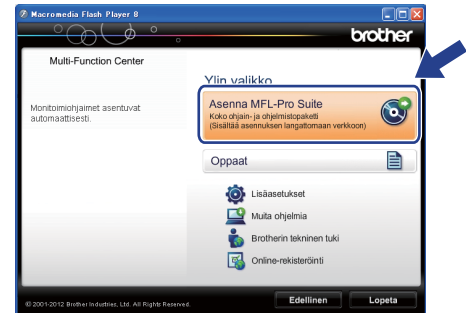 Macromedia Flash Player 8
brother
Multi-Function Center
Monitoimiohjaimet asentuvat
automaattisesti.
Ylin valikko
Asenna MFL-Pro Suite
Koko ohjain- ja ohjelmistopaketti
(Sisältää asennuksen langattomaan verkkoon)
Oppaat
Lisäasetukset
Muita ohjelmia
Brotherin tekninen tuki
Online-rekisteröinti
© 2001-2012 Brother Industries, Ltd. All Rights Reserved.
Edellinen
Lopeta